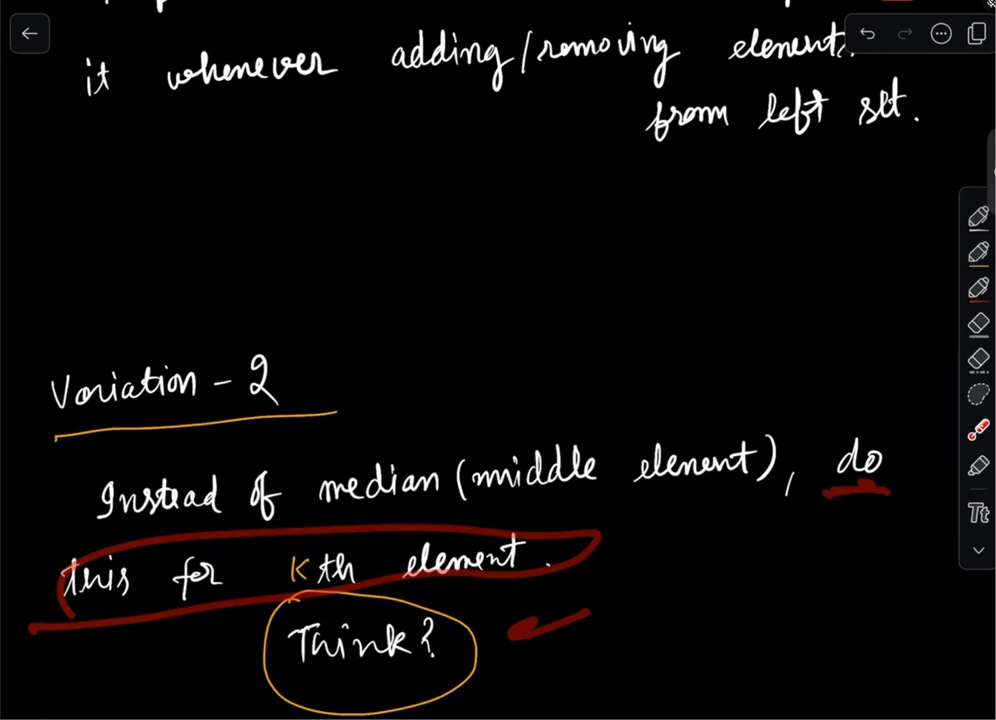 it whenever adding/removing elements
from left set.
Variation - 2
Instead of median (middle element), do
this for Kth element.
Think?
Tt